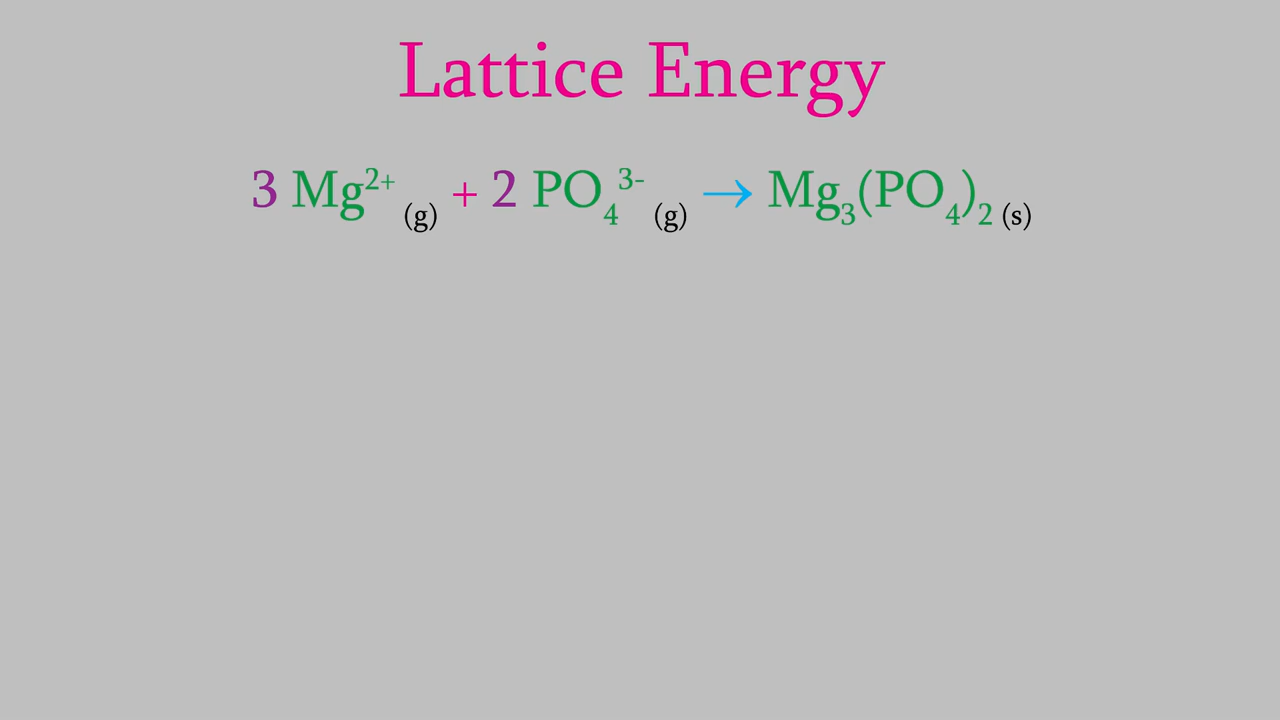 Lattice Energy
3 Mg²⁺ (g) + 2 PO₄³⁻ (g) → Mg₃(PO₄)₂ (s)